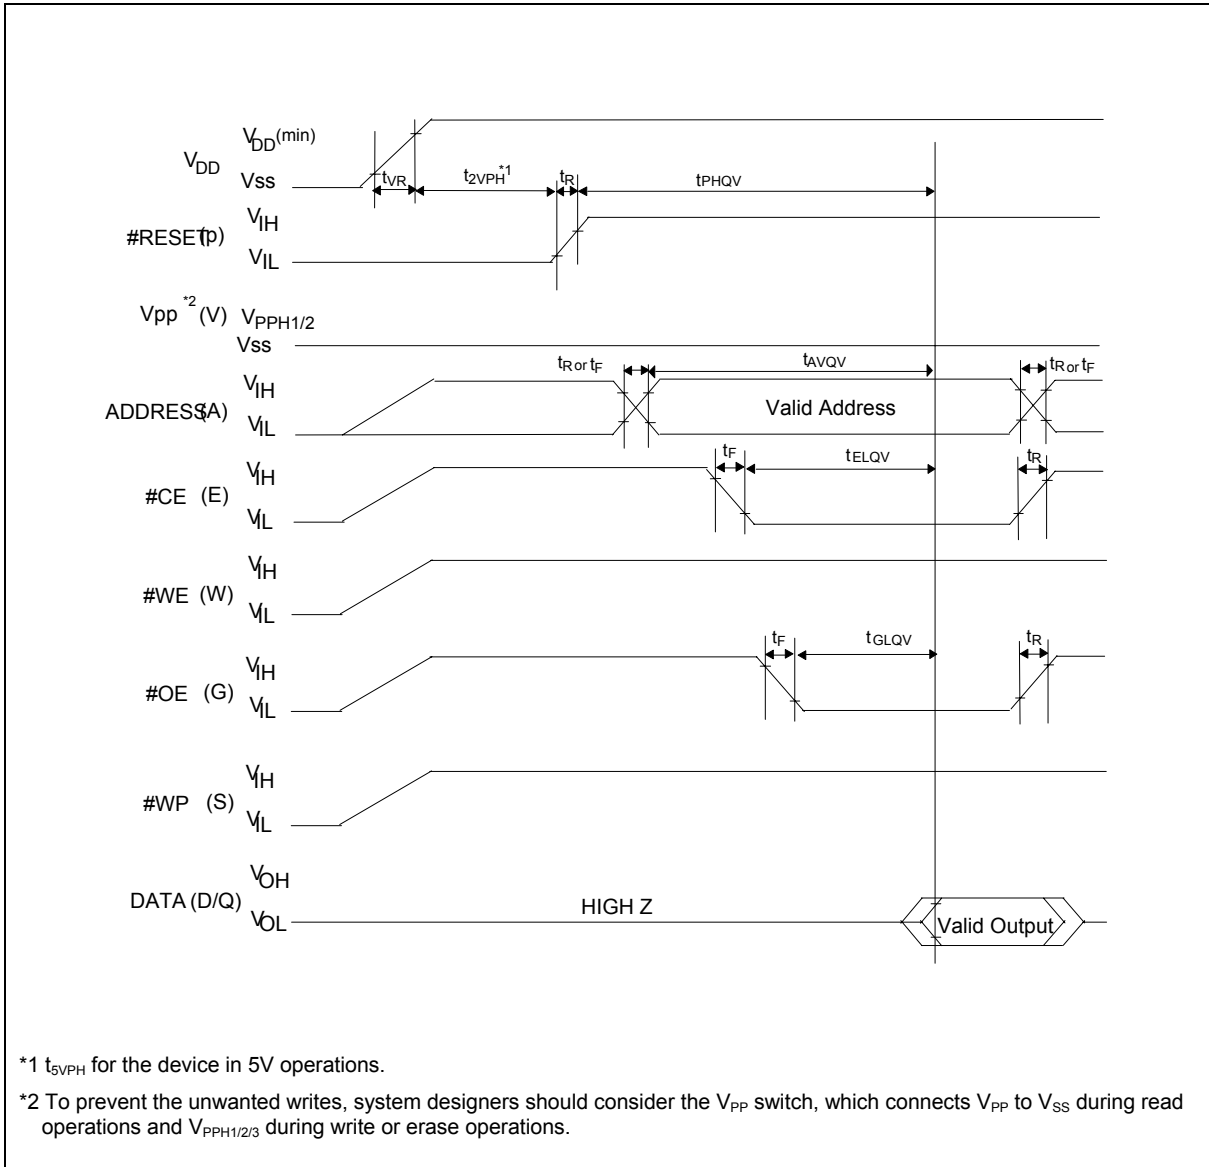 VDD VDD(min)
Vss
tVR t2VPH*1 tR tPHQV
#RESET(p) VIH
VIL
Vpp *2 (V) VPPH1/2
Vss
tR or tF tAVQV tR or tF
ADDRESS(A) VIH
VIL
Valid Address
tF tELQV tR
#CE (E) VIH
VIL
#WE (W) VIH
VIL
tF tGLQV tR
#OE (G) VIH
VIL
#WP (S) VIH
VIL
DATA (D/Q) VOH
VOL
HIGH Z
Valid Output
*1 t5VPH for the device in 5V operations.
*2 To prevent the unwanted writes, system designers should consider the VPP switch, which connects VPP to VSS during read
operations and VPPH1/2/3 during write or erase operations.